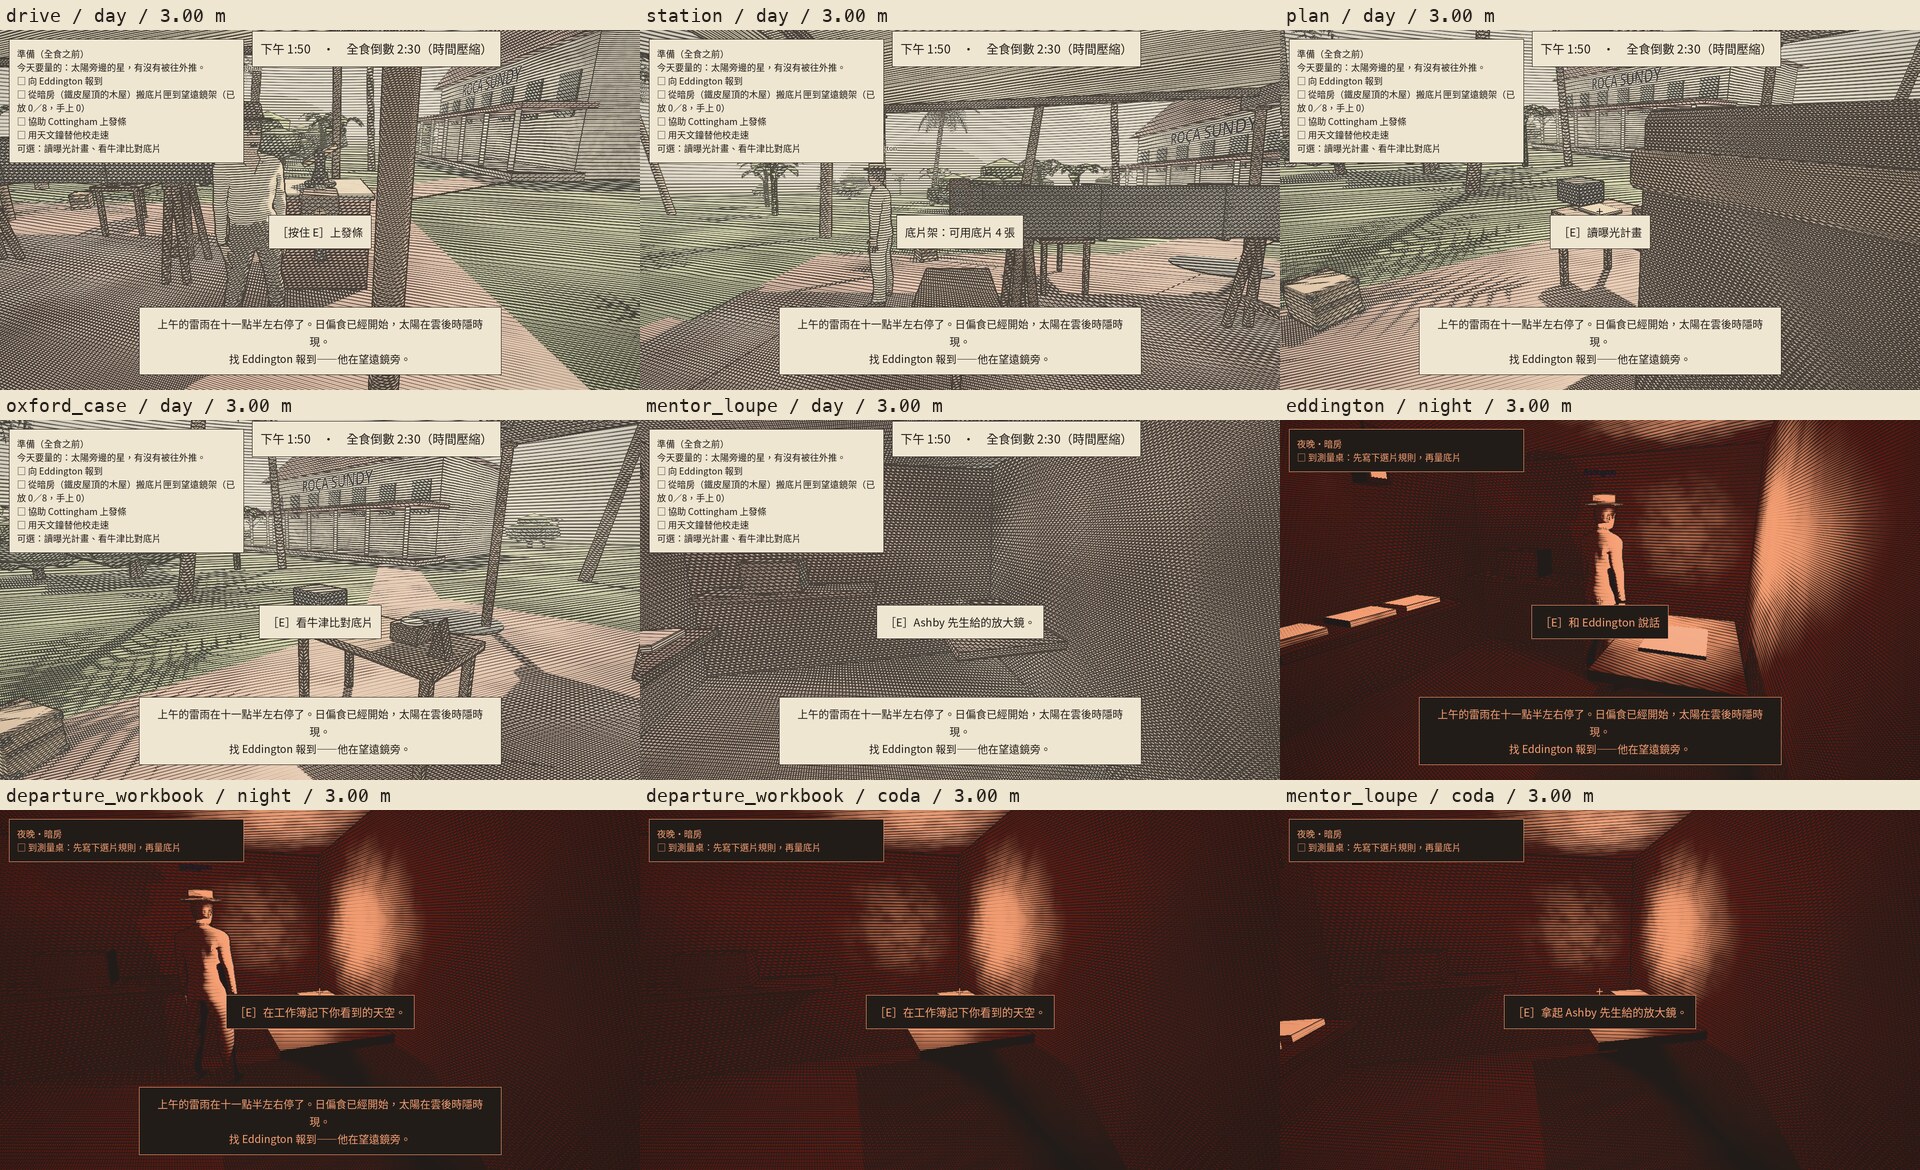 drive / day / 3.00 m
下午 1:50 ・ 全食倒數 2:30（時間壓縮）
準備（全食之前）
今天要量的：太陽旁邊的星，有沒有被往外推。
☐ 向 Eddington 報到
☐ 從暗房（鐵皮屋頂的木屋）搬底片匣到望遠鏡架（已
放 0／8，手上 0）
☐ 協助 Cottingham 上發條
☐ 用天文鐘替他校走速
可選：讀曝光計畫、看牛津比對底片
ROCA SUNDY
［按住 E］上發條
上午的雷雨在十一點半左右停了。日偏食已經開始，太陽在雲後時隱時
現。
找 Eddington 報到——他在望遠鏡旁。
station / day / 3.00 m
下午 1:50 ・ 全食倒數 2:30（時間壓縮）
準備（全食之前）
今天要量的：太陽旁邊的星，有沒有被往外推。
☐ 向 Eddington 報到
☐ 從暗房（鐵皮屋頂的木屋）搬底片匣到望遠鏡架（已
放 0／8，手上 0）
☐ 協助 Cottingham 上發條
☐ 用天文鐘替他校走速
可選：讀曝光計畫、看牛津比對底片
ROCA SUNDY
底片架：可用底片 4 張
上午的雷雨在十一點半左右停了。日偏食已經開始，太陽在雲後時隱時
現。
找 Eddington 報到——他在望遠鏡旁。
plan / day / 3.00 m
下午 1:50 ・ 全食倒數 2:30（時間壓縮）
準備（全食之前）
今天要量的：太陽旁邊的星，有沒有被往外推。
☐ 向 Eddington 報到
☐ 從暗房（鐵皮屋頂的木屋）搬底片匣到望遠鏡架（已
放 0／8，手上 0）
☐ 協助 Cottingham 上發條
☐ 用天文鐘替他校走速
可選：讀曝光計畫、看牛津比對底片
ROCA SUNDY
［E］讀曝光計畫
上午的雷雨在十一點半左右停了。日偏食已經開始，太陽在雲後時隱時
現。
找 Eddington 報到——他在望遠鏡旁。
oxford_case / day / 3.00 m
下午 1:50 ・ 全食倒數 2:30（時間壓縮）
準備（全食之前）
今天要量的：太陽旁邊的星，有沒有被往外推。
☐ 向 Eddington 報到
☐ 從暗房（鐵皮屋頂的木屋）搬底片匣到望遠鏡架（已
放 0／8，手上 0）
☐ 協助 Cottingham 上發條
☐ 用天文鐘替他校走速
可選：讀曝光計畫、看牛津比對底片
ROCA SUNDY
［E］看牛津比對底片
上午的雷雨在十一點半左右停了。日偏食已經開始，太陽在雲後時隱時
現。
找 Eddington 報到——他在望遠鏡旁。
mentor_loupe / day / 3.00 m
下午 1:50 ・ 全食倒數 2:30（時間壓縮）
準備（全食之前）
今天要量的：太陽旁邊的星，有沒有被往外推。
☐ 向 Eddington 報到
☐ 從暗房（鐵皮屋頂的木屋）搬底片匣到望遠鏡架（已
放 0／8，手上 0）
☐ 協助 Cottingham 上發條
☐ 用天文鐘替他校走速
可選：讀曝光計畫、看牛津比對底片
［E］Ashby 先生給的放大鏡。
上午的雷雨在十一點半左右停了。日偏食已經開始，太陽在雲後時隱時
現。
找 Eddington 報到——他在望遠鏡旁。
eddington / night / 3.00 m
夜晚・暗房
☐ 到測量桌：先寫下選片規則，再量底片
［E］和 Eddington 說話
上午的雷雨在十一點半左右停了。日偏食已經開始，太陽在雲後時隱時
現。
找 Eddington 報到——他在望遠鏡旁。
departure_workbook / night / 3.00 m
夜晚・暗房
☐ 到測量桌：先寫下選片規則，再量底片
［E］在工作簿記下你看到的天空。
上午的雷雨在十一點半左右停了。日偏食已經開始，太陽在雲後時隱時
現。
找 Eddington 報到——他在望遠鏡旁。
departure_workbook / coda / 3.00 m
夜晚・暗房
☐ 到測量桌：先寫下選片規則，再量底片
［E］在工作簿記下你看到的天空。
mentor_loupe / coda / 3.00 m
夜晚・暗房
☐ 到測量桌：先寫下選片規則，再量底片
［E］拿起 Ashby 先生給的放大鏡。